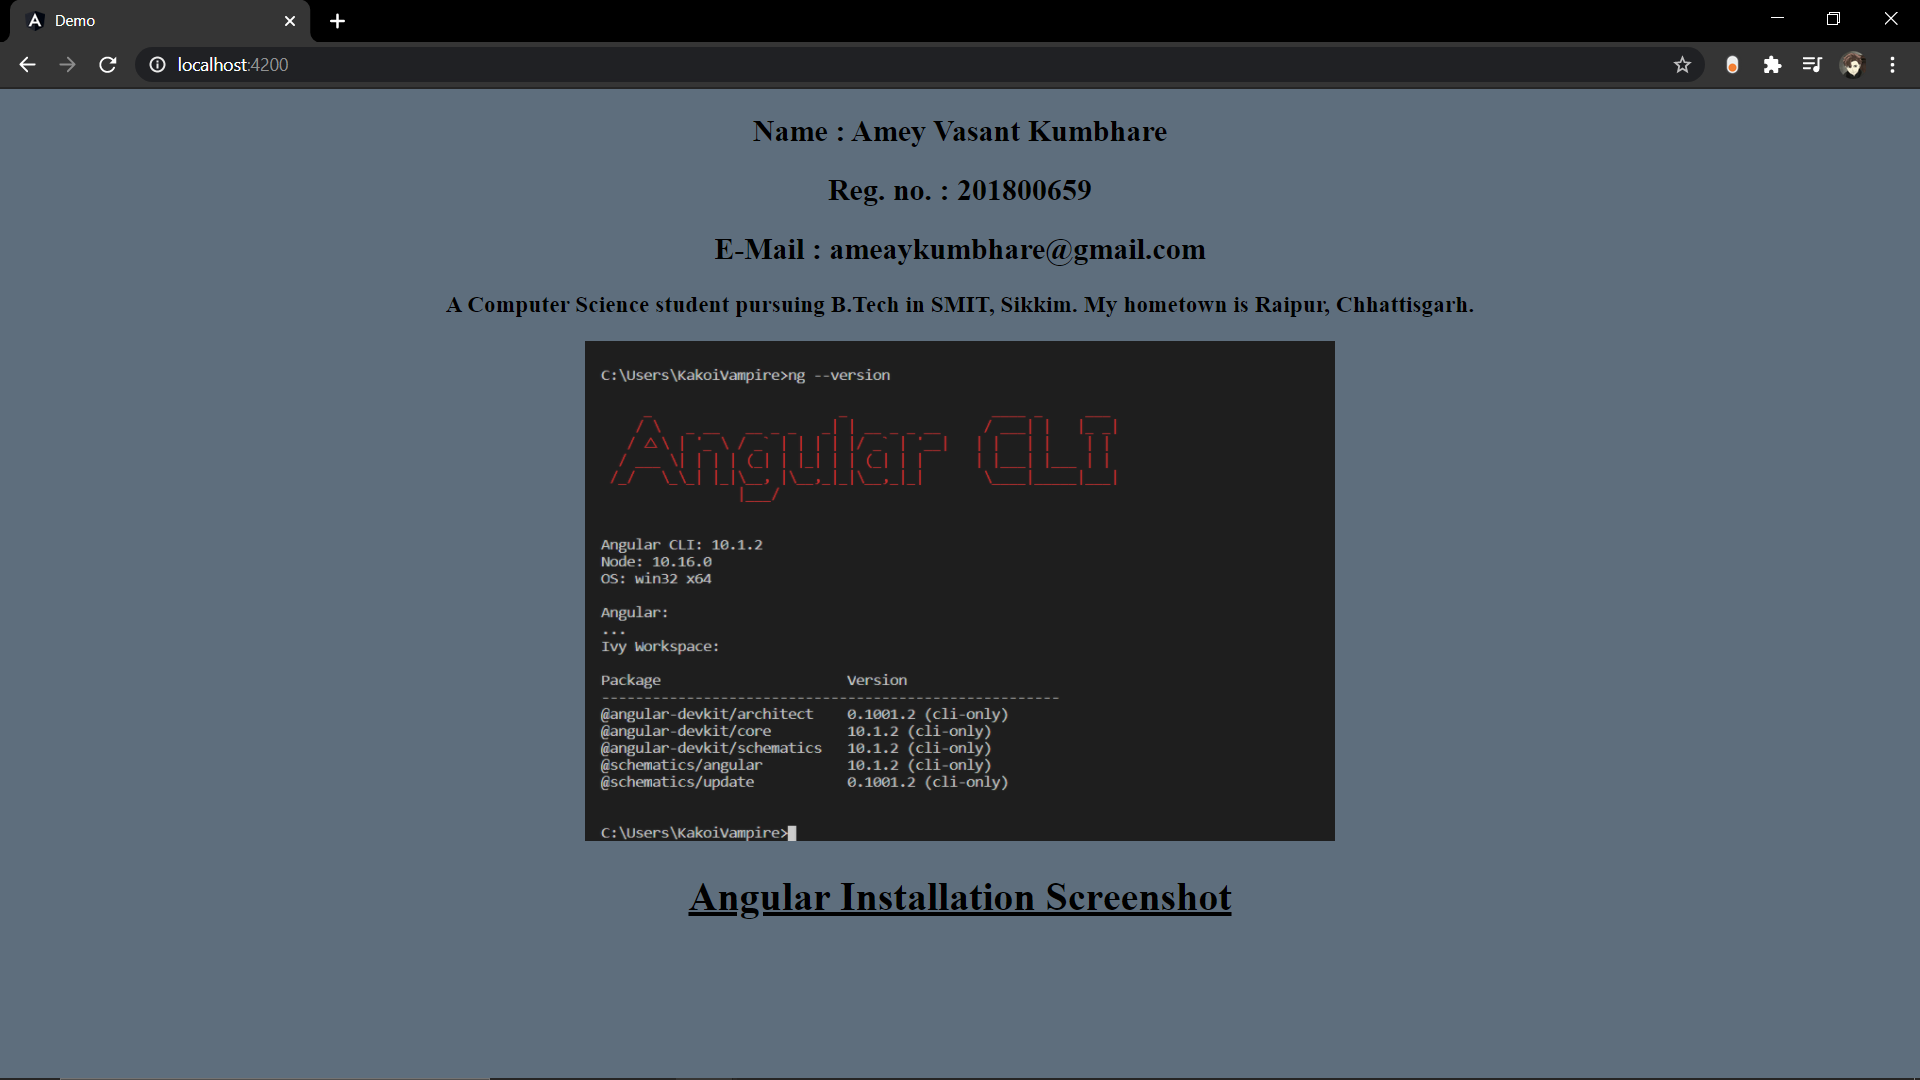 Demo
localhost:4200
Name : Amey Vasant Kumbhare
Reg. no. : 201800659
E-Mail : ameaykumbhare@gmail.com
A Computer Science student pursuing B.Tech in SMIT, Sikkim. My hometown is Raipur, Chhattisgarh.
C:\Users\KakoiVampire>ng --version
Angular CLI
Angular CLI: 10.1.2
Node: 10.16.0
OS: win32 x64
Angular:
...
Ivy Workspace:
Package Version
------------------------------------------------------
@angular-devkit/architect 0.1001.2 (cli-only)
@angular-devkit/core 10.1.2 (cli-only)
@angular-devkit/schematics 10.1.2 (cli-only)
@schematics/angular 10.1.2 (cli-only)
@schematics/update 0.1001.2 (cli-only)
C:\Users\KakoiVampire>
Angular Installation Screenshot